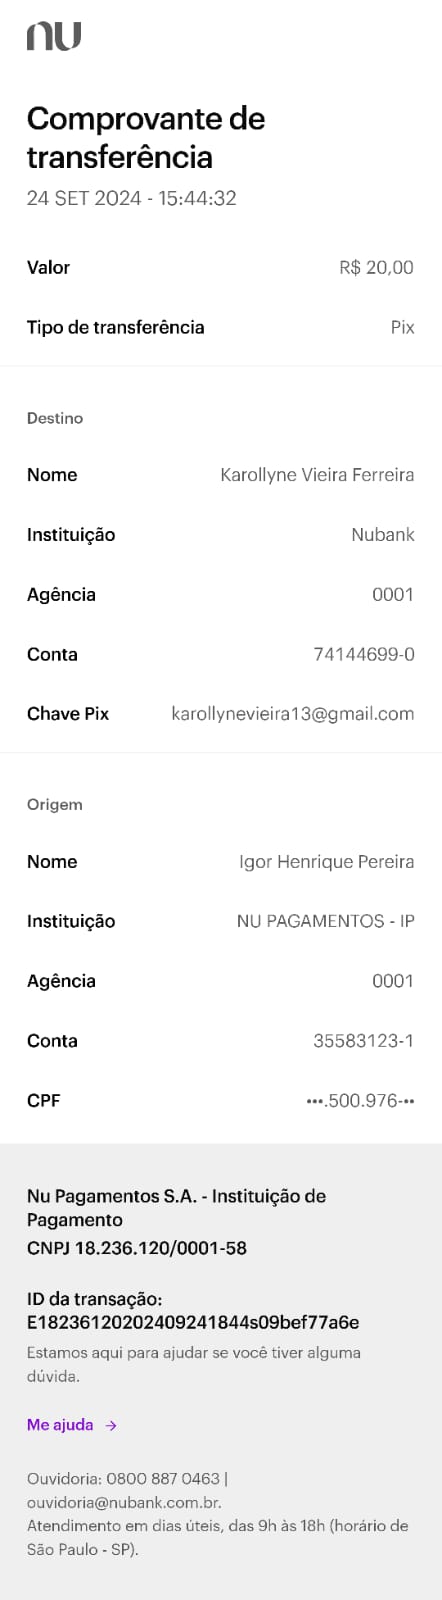 nu
Comprovante de
transferência
24 SET 2024 - 15:44:32
Valor R$ 20,00
Tipo de transferência Pix
Destino
Nome Karollyne Vieira Ferreira
Instituição Nubank
Agência 0001
Conta 74144699-0
Chave Pix karollynevieira13@gmail.com
Origem
Nome Igor Henrique Pereira
Instituição NU PAGAMENTOS - IP
Agência 0001
Conta 35583123-1
CPF •••.500.976-••
Nu Pagamentos S.A. - Instituição de
Pagamento
CNPJ 18.236.120/0001-58
ID da transação:
E18236120202409241844s09bef77a6e
Estamos aqui para ajudar se você tiver alguma
dúvida.
Me ajuda →
Ouvidoria: 0800 887 0463 |
ouvidoria@nubank.com.br.
Atendimento em dias úteis, das 9h às 18h (horário de
São Paulo - SP).